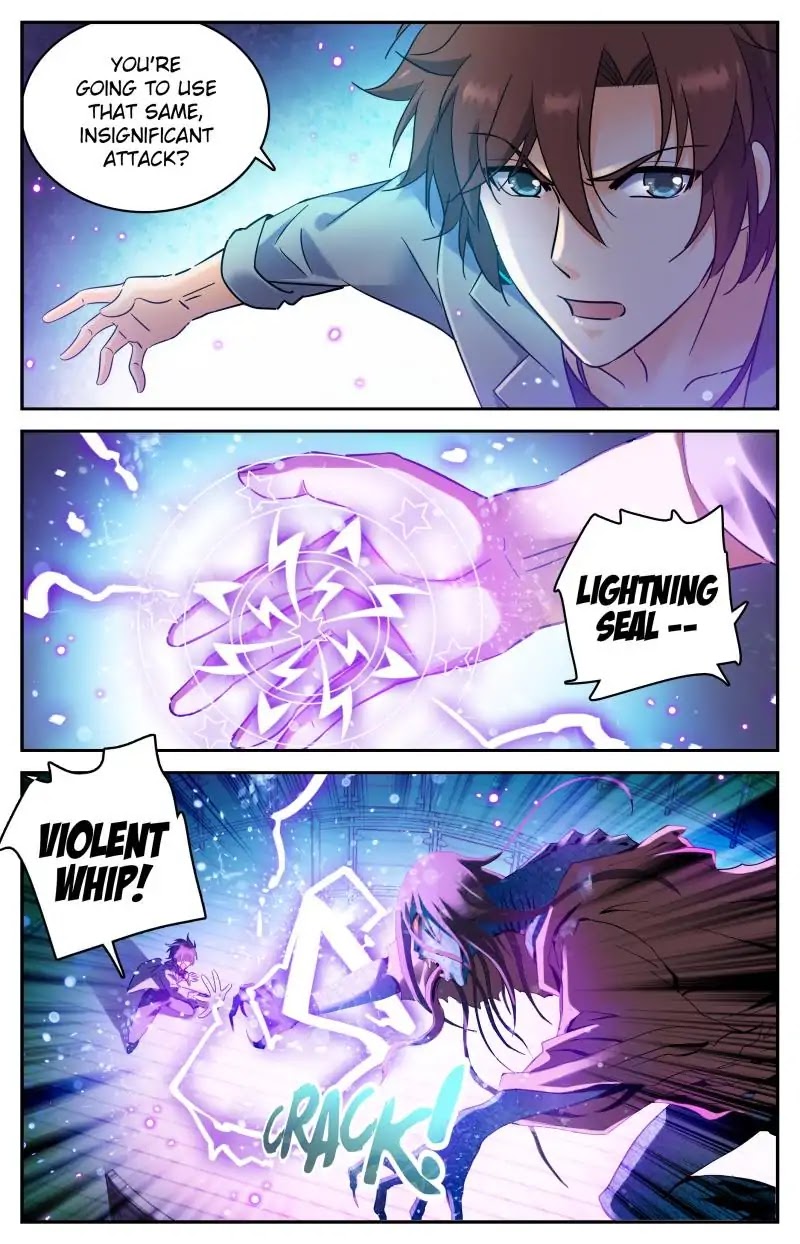 YOU'RE
GOING TO USE
THAT SAME,
INSIGNIFICANT
ATTACK?
LIGHTNING
SEAL --
VIOLENT
WHIP!
CRACK!